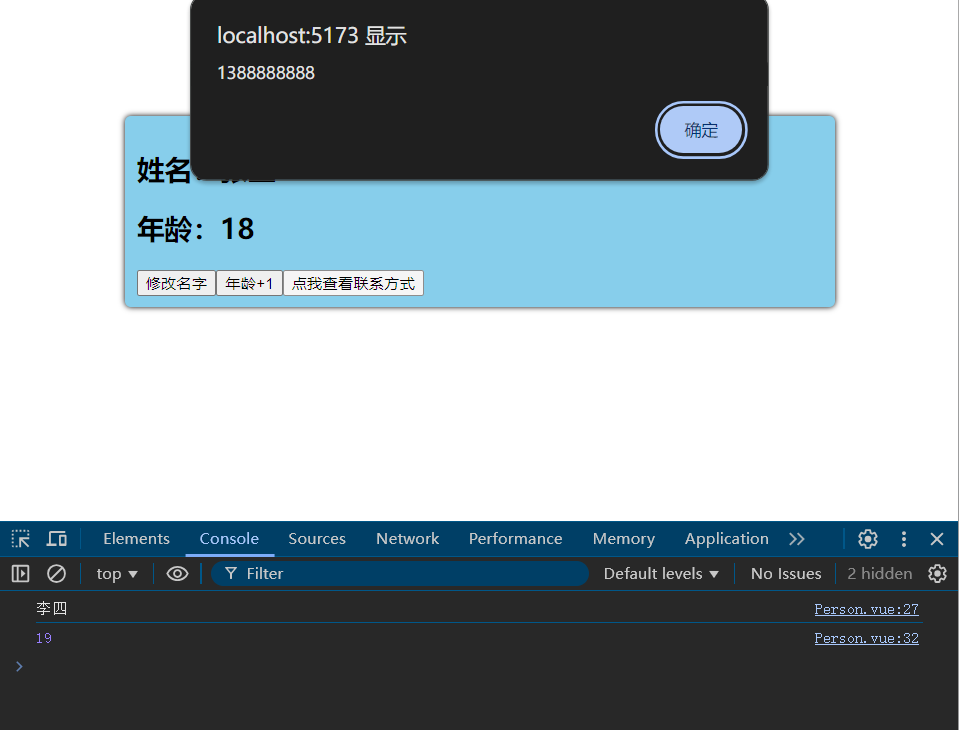 localhost:5173 显示
1388888888
确定
姓名
年龄：18
修改名字 年龄+1 点我查看联系方式
Elements Console Sources Network Performance Memory Application
top Filter Default levels No Issues 2 hidden
李四 Person.vue:27
19 Person.vue:32